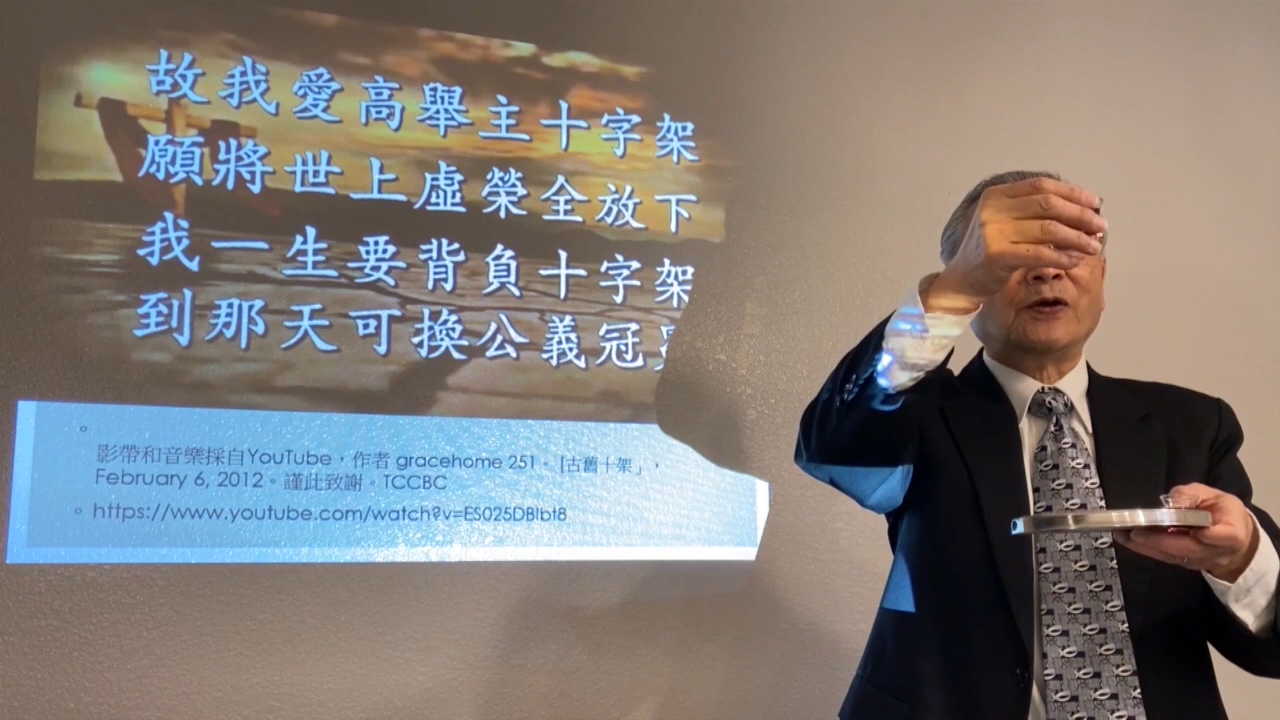 故我愛高舉主十字架
願將世上虛榮全放下
我一生要背負十字架
到那天可換公義冠
影帶和音樂採自YouTube，作者 gracehome 251。 [古舊十架」，
February 6, 2012。謹此致謝。TCCBC
https://www.youtube.com/watch?v=ES025DBlbt8